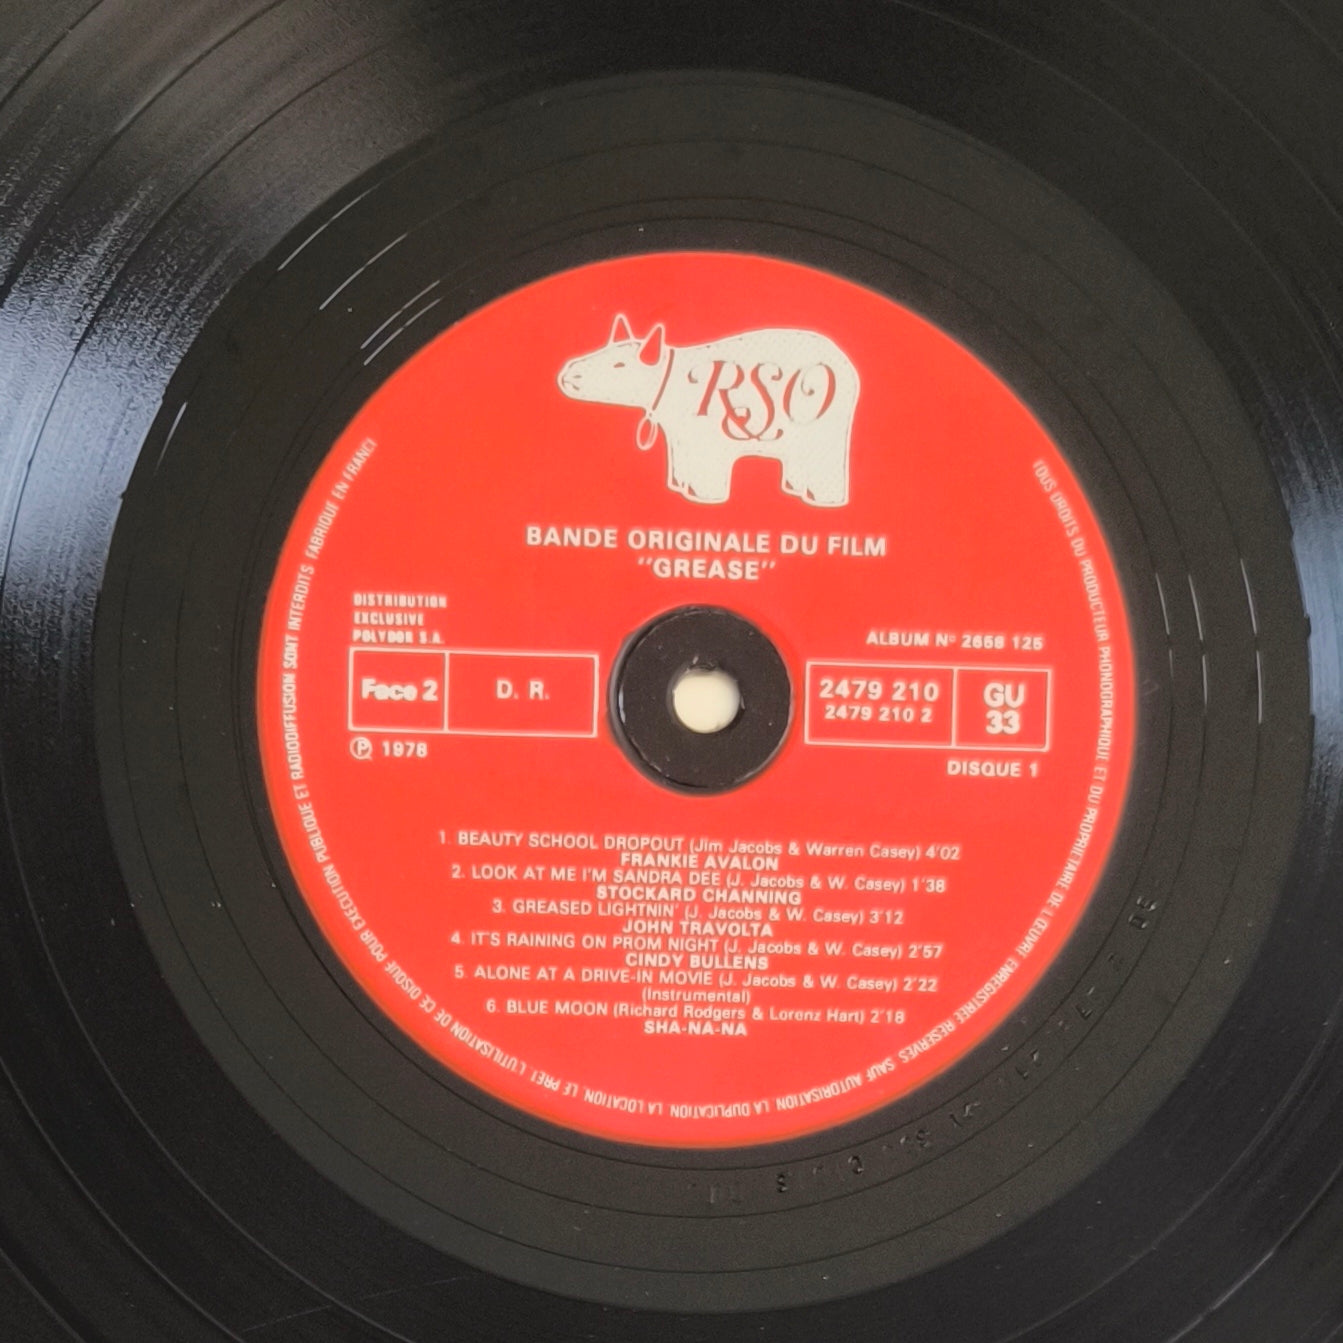 RSO
BANDE ORIGINALE DU FILM
"GREASE"
DISTRIBUTION
EXCLUSIVE
POLYDOR S.A.
Face 2
D. R.
℗ 1978
ALBUM N° 2658 125
2479 210
2479 210 2
GU
33
DISQUE 1
1. BEAUTY SCHOOL DROPOUT (Jim Jacobs & Warren Casey) 4'02
FRANKIE AVALON
2. LOOK AT ME I'M SANDRA DEE (J. Jacobs & W. Casey) 1'38
STOCKARD CHANNING
3. GREASED LIGHTNIN' (J. Jacobs & W. Casey) 3'12
JOHN TRAVOLTA
4. IT'S RAINING ON PROM NIGHT (J. Jacobs & W. Casey) 2'57
CINDY BULLENS
5. ALONE AT A DRIVE-IN MOVIE (J. Jacobs & W. Casey) 2'22
(Instrumental)
6. BLUE MOON (Richard Rodgers & Lorenz Hart) 2'18
SHA-NA-NA
TOUS DROITS DU PRODUCTEUR PHONOGRAPHIQUE ET DU PROPRIETAIRE DE L'ŒUVRE ENREGISTREE RESERVES. SAUF AUTORISATION LA DUPLICATION, LA LOCATION, LE PRET, L'UTILISATION DE CE DISQUE POUR EXECUTION PUBLIQUE ET RADIODIFFUSION SONT INTERDITS FABRIQUE EN FRANCE